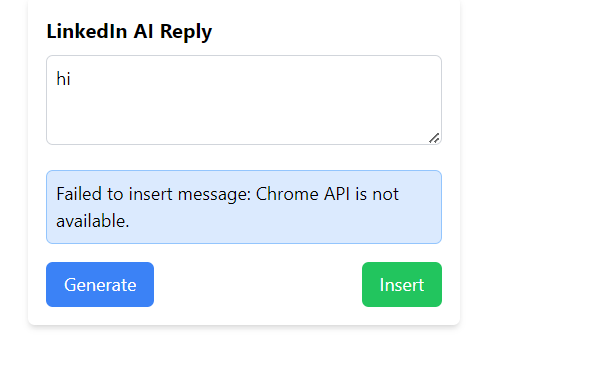 LinkedIn AI Reply
hi
Failed to insert message: Chrome API is not
available.
Generate
Insert